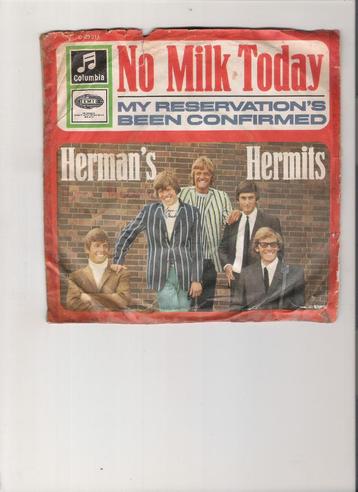 Columbia
EMI
No Milk Today
MY RESERVATION'S
BEEN CONFIRMED
Herman's Hermits